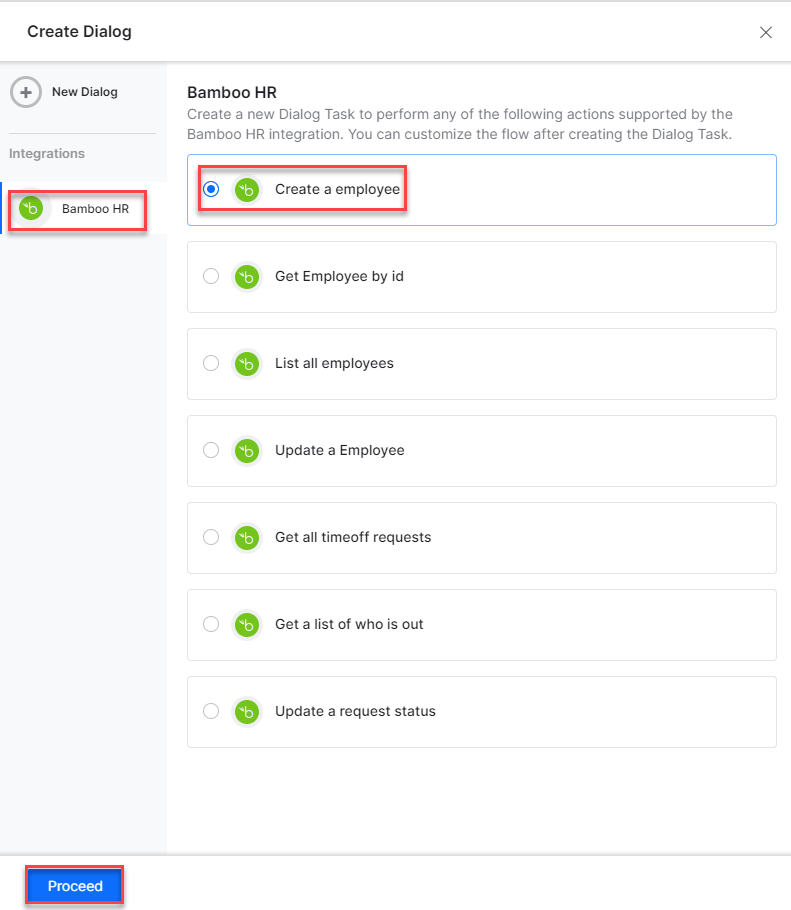 Create Dialog
New Dialog
Integrations
Bamboo HR
Bamboo HR
Create a new Dialog Task to perform any of the following actions supported by the
Bamboo HR integration. You can customize the flow after creating the Dialog Task.
Create a employee
Get Employee by id
List all employees
Update a Employee
Get all timeoff requests
Get a list of who is out
Update a request status
Proceed